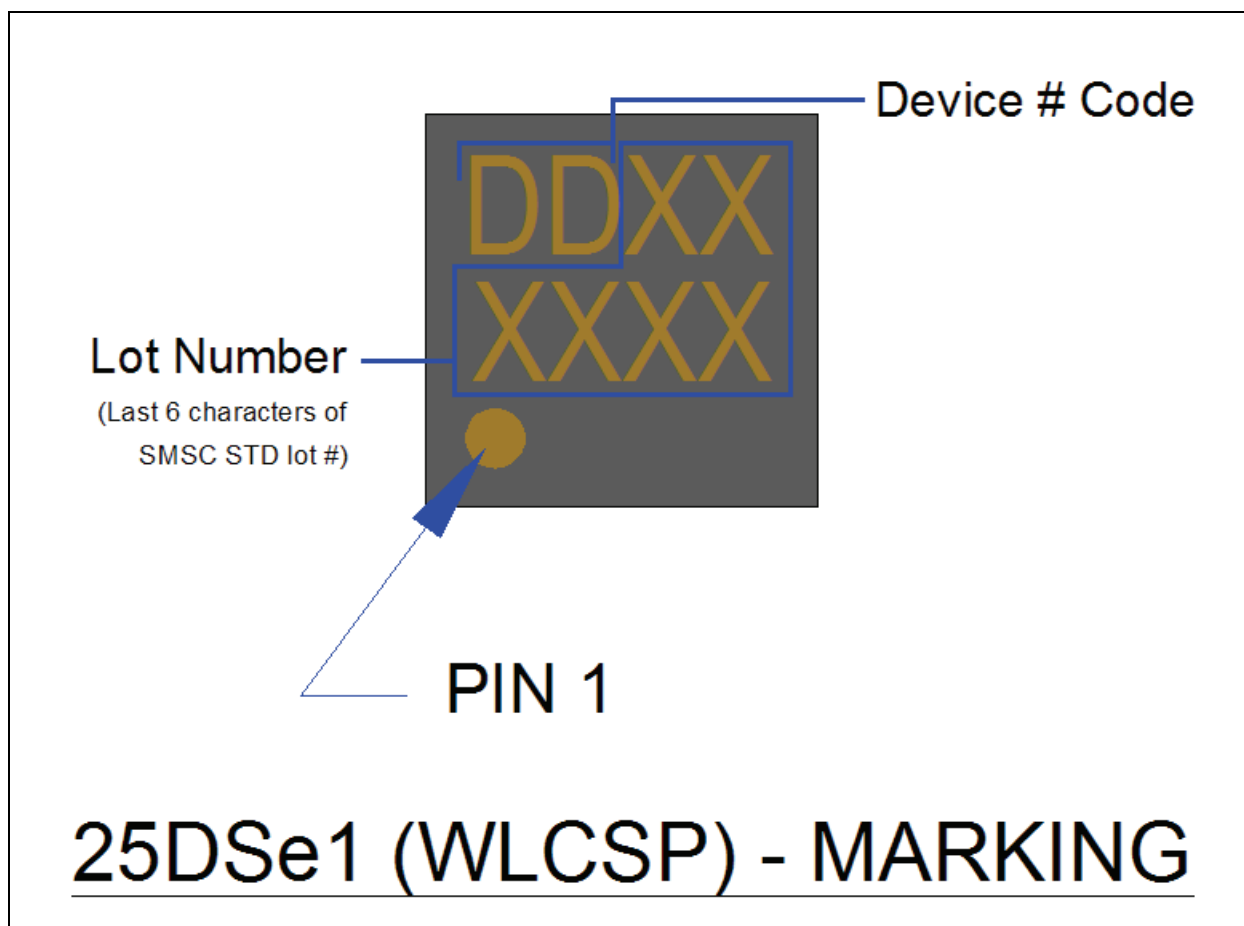 Device # Code
DDXX
XXXX
Lot Number
(Last 6 characters of
SMSC STD lot #)
PIN 1
25DSe1 (WLCSP) - MARKING